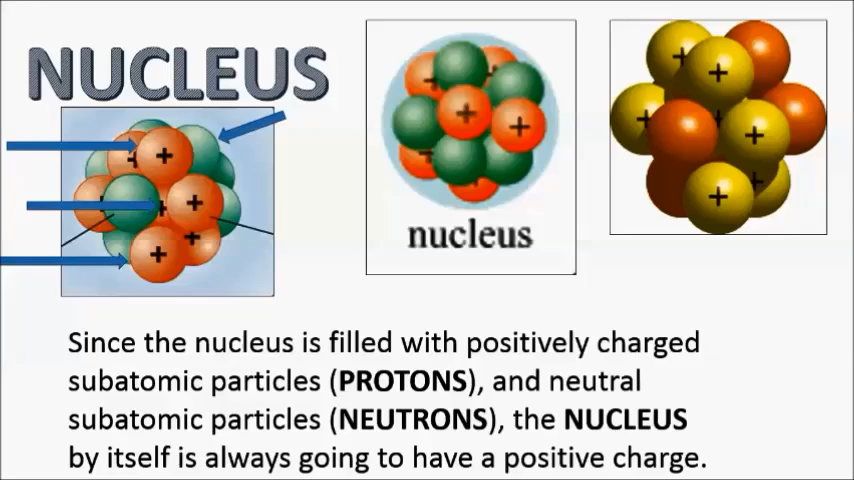 NUCLEUS
nucleus
Since the nucleus is filled with positively charged
subatomic particles (PROTONS), and neutral
subatomic particles (NEUTRONS), the NUCLEUS
by itself is always going to have a positive charge.